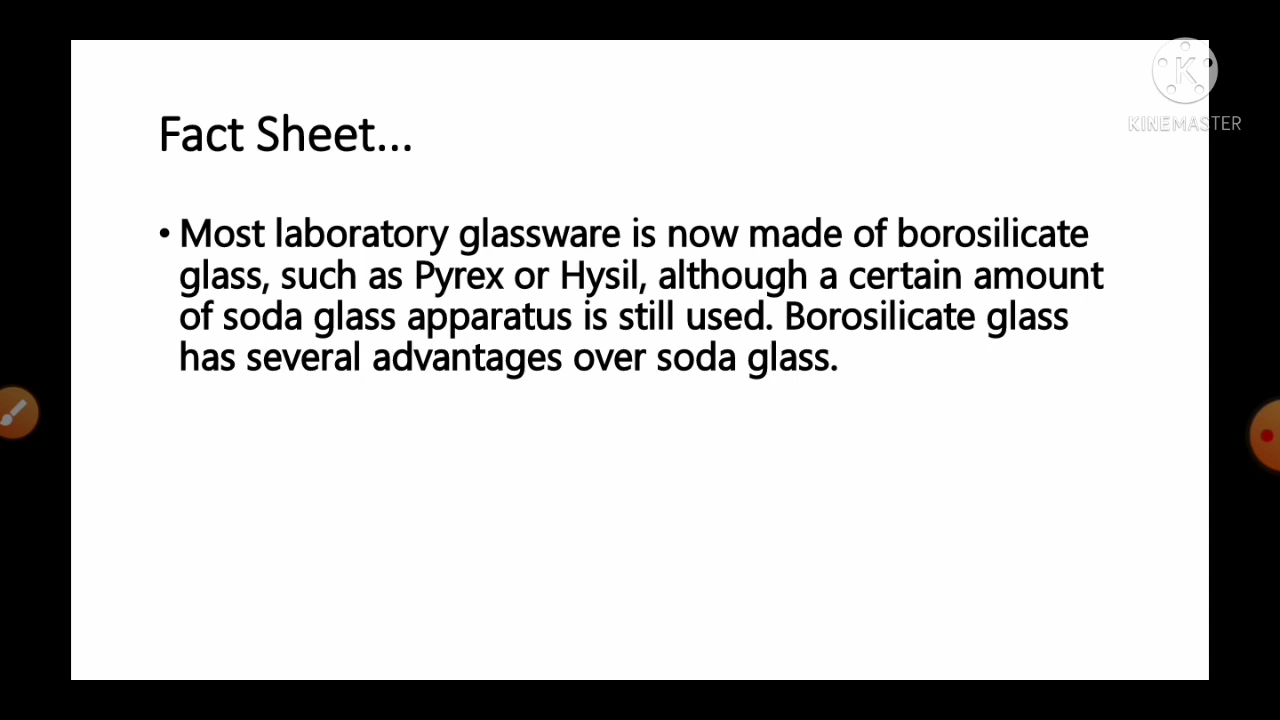 K
KINEMASTER
Fact Sheet...
• Most laboratory glassware is now made of borosilicate
glass, such as Pyrex or Hysil, although a certain amount
of soda glass apparatus is still used. Borosilicate glass
has several advantages over soda glass.